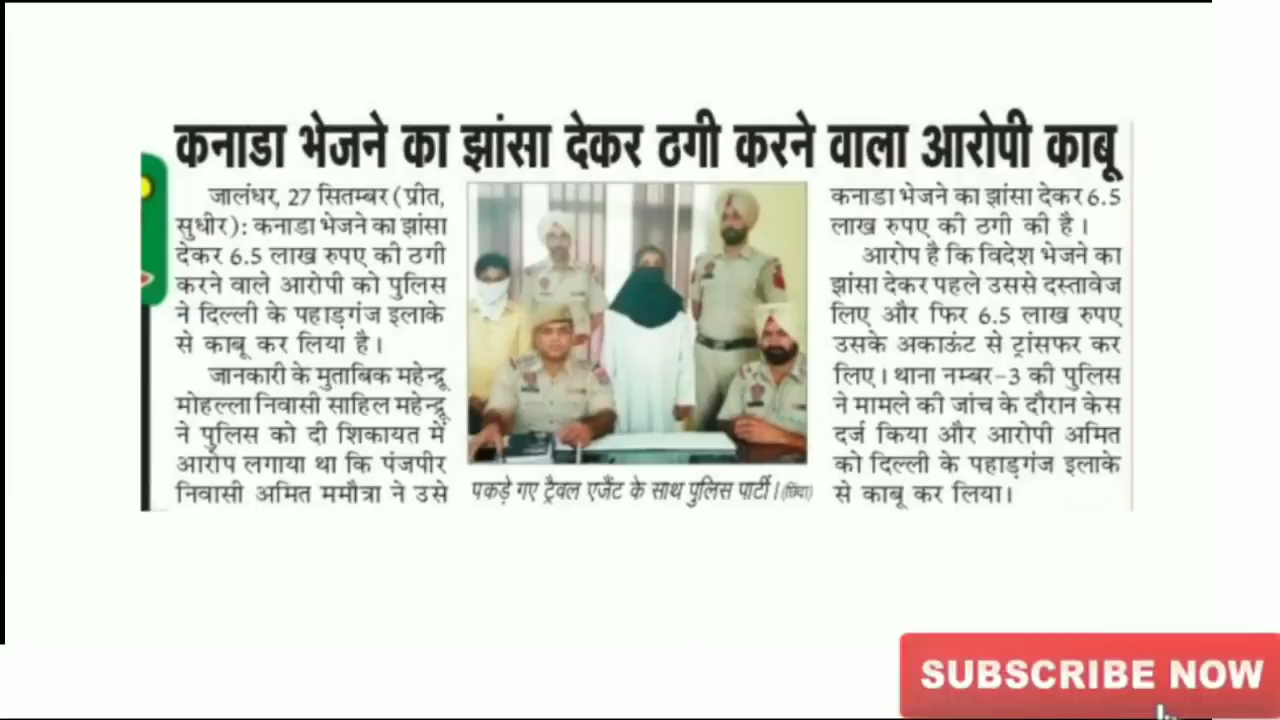 कनाडा भेजने का झांसा देकर ठगी करने वाला आरोपी काबू
जालंधर, 27 सितम्बर (प्रीत,
सुधीर): कनाडा भेजने का झांसा
देकर 6.5 लाख रुपए की ठगी
करने वाले आरोपी को पुलिस
ने दिल्ली के पहाड़गंज इलाके
से काबू कर लिया है।
जानकारी के मुताबिक महेन्द्रू
मोहल्ला निवासी साहिल महेन्द्रू
ने पुलिस को दी शिकायत में
आरोप लगाया था कि पंजपीर
निवासी अमित ममौत्रा ने उसे
पकड़े गए ट्रैवल एजैंट के साथ पुलिस पार्टी। (छिंदा)
कनाडा भेजने का झांसा देकर 6.5
लाख रुपए की ठगी की है।
आरोप है कि विदेश भेजने का
झांसा देकर पहले उससे दस्तावेज
लिए और फिर 6.5 लाख रुपए
उसके अकाऊंट से ट्रांसफर कर
लिए। थाना नम्बर-3 की पुलिस
ने मामले की जांच के दौरान केस
दर्ज किया और आरोपी अमित
को दिल्ली के पहाड़गंज इलाके
से काबू कर लिया।
SUBSCRIBE NOW